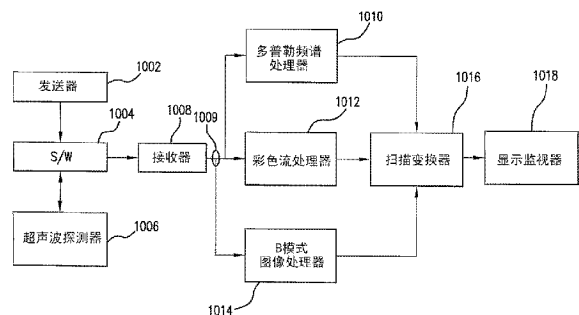 1002
发送器
1004
S/W
1006
超声波探测器
1008
接收器
1009
1010
多普勒频谱
处理器
1012
彩色流处理器
B模式
图像处理器
1014
1016
扫描变换器
1018
显示监视器